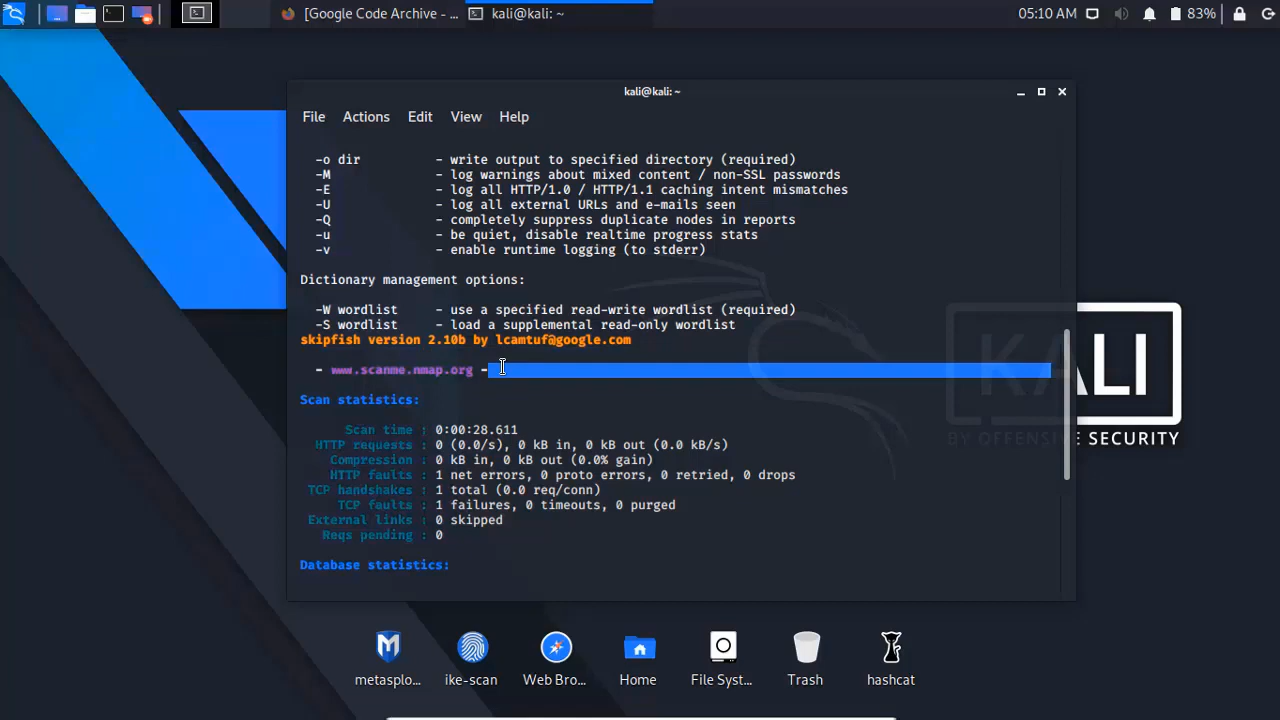 [Google Code Archive - ...
kali@kali: ~
05:10 AM
83%
kali@kali: ~
File Actions Edit View Help
-o dir - write output to specified directory (required)
-M - log warnings about mixed content / non-SSL passwords
-E - log all HTTP/1.0 / HTTP/1.1 caching intent mismatches
-U - log all external URLs and e-mails seen
-Q - completely suppress duplicate nodes in reports
-u - be quiet, disable realtime progress stats
-v - enable runtime logging (to stderr)
Dictionary management options:
-W wordlist - use a specified read-write wordlist (required)
-S wordlist - load a supplemental read-only wordlist
skipfish version 2.10b by lcamtuf@google.com
- www.scanme.nmap.org -
Scan statistics:
Scan time : 0:00:28.611
HTTP requests : 0 (0.0/s), 0 kB in, 0 kB out (0.0 kB/s)
Compression : 0 kB in, 0 kB out (0.0% gain)
HTTP faults : 1 net errors, 0 proto errors, 0 retried, 0 drops
TCP handshakes : 1 total (0.0 req/conn)
TCP faults : 1 failures, 0 timeouts, 0 purged
External links : 0 skipped
Reqs pending : 0
Database statistics:
KALI
BY OFFENSIVE SECURITY
metasplo...
ike-scan
Web Bro...
Home
File Syst...
Trash
hashcat